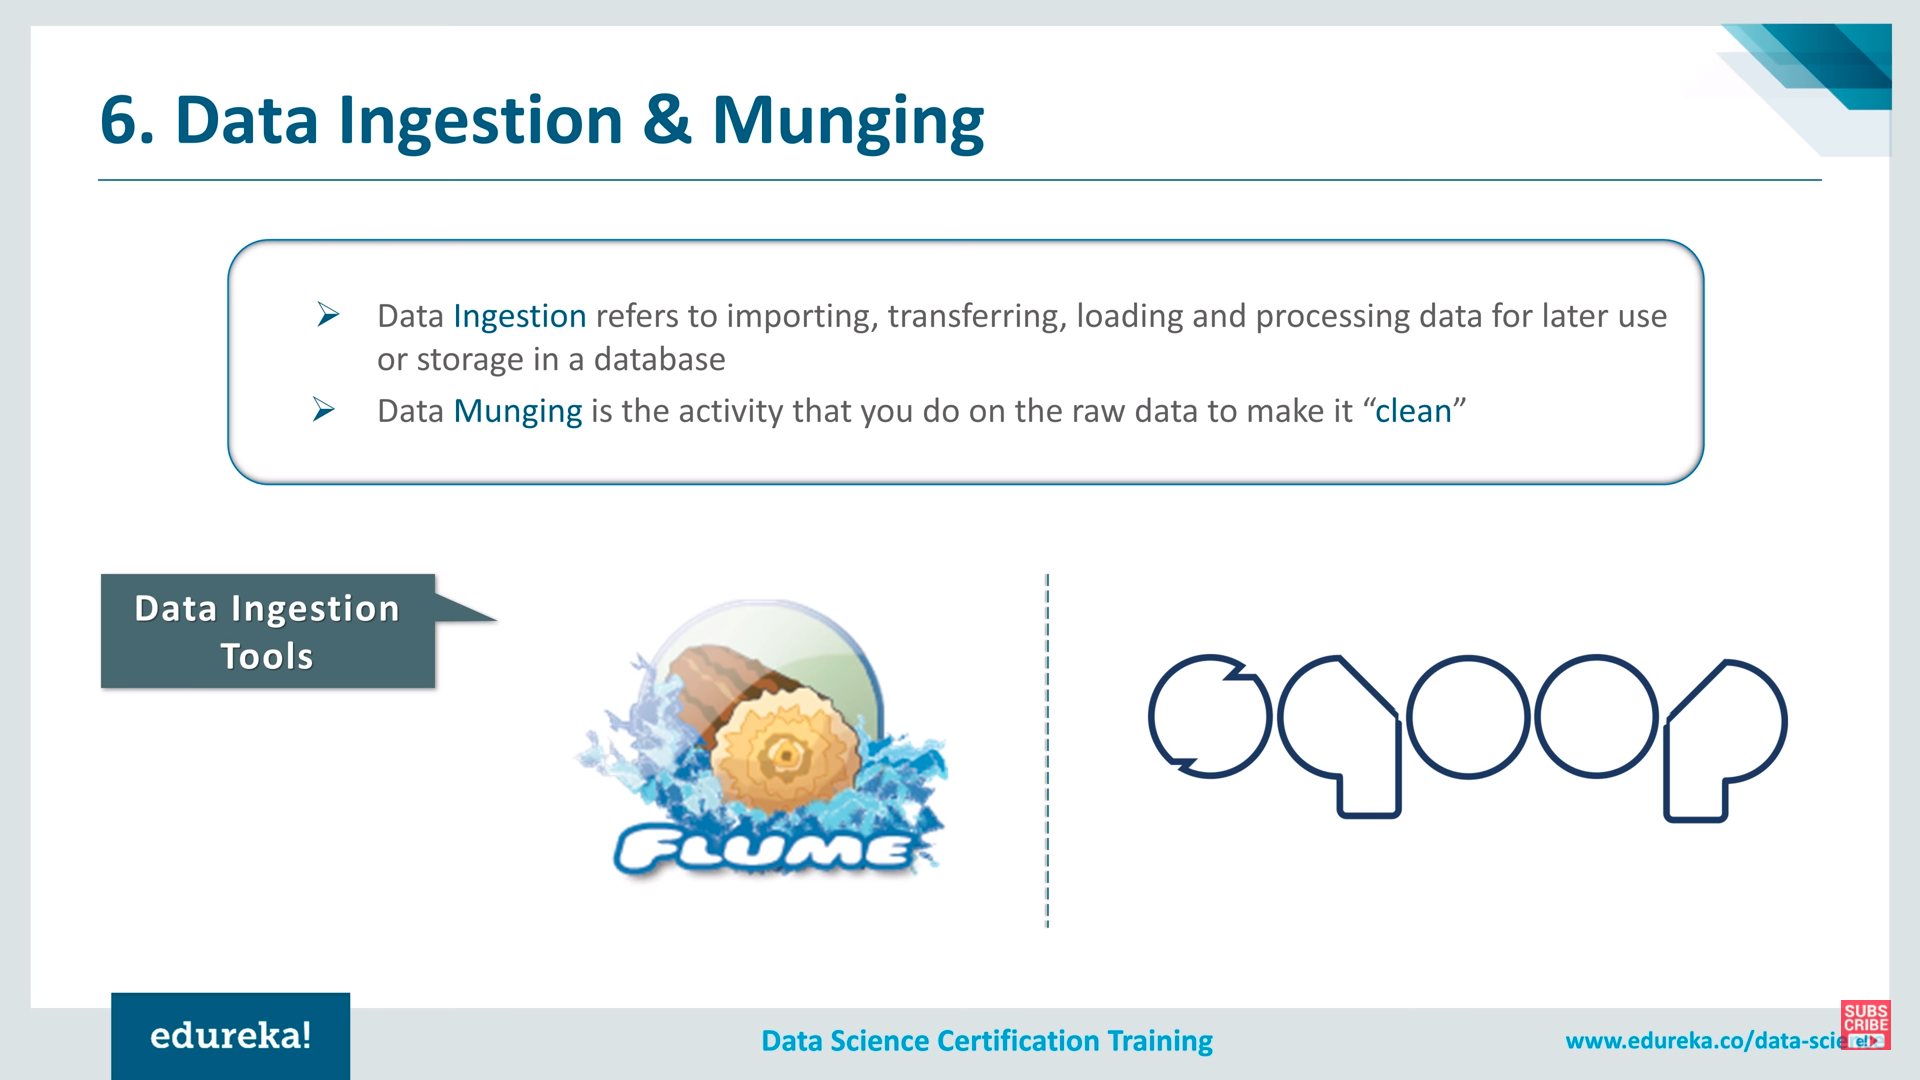 6. Data Ingestion & Munging
Data Ingestion refers to importing, transferring, loading and processing data for later use
or storage in a database
Data Munging is the activity that you do on the raw data to make it “clean”
Data Ingestion
Tools
FLUME
sqoop
edureka!
Data Science Certification Training
www.edureka.co/data-scie
SUBS
CRIBE